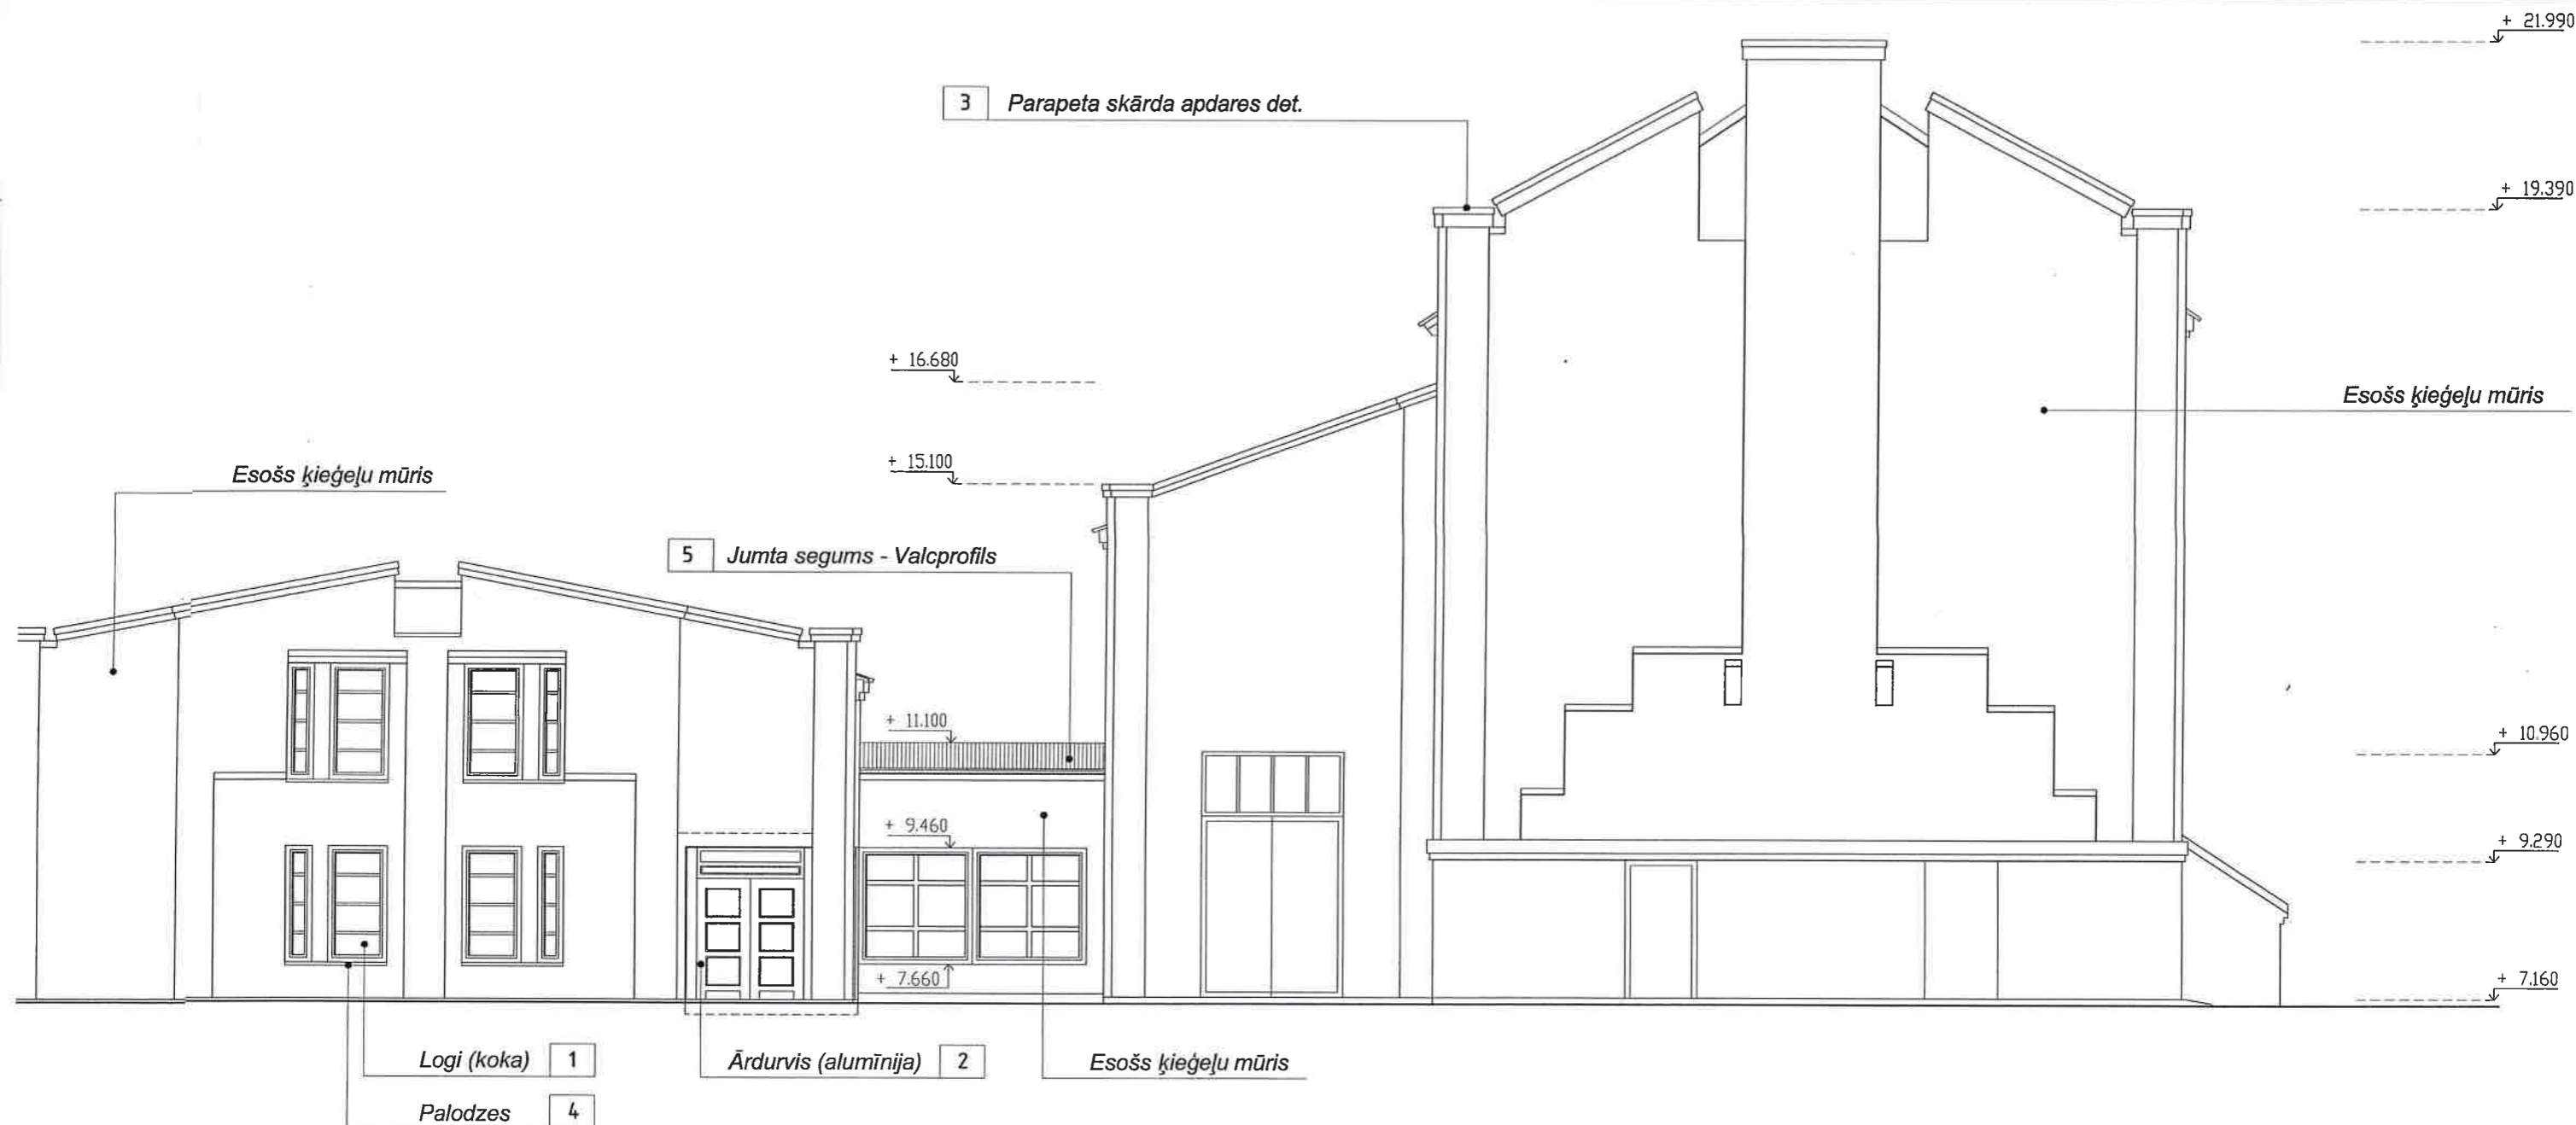 + 21.990
3 Parapeta skārda apdares det.
+ 19.390
+ 16.680
Esošs ķieģeļu mūris
+ 15.100
Esošs ķieģeļu mūris
5 Jumta segums - Valcprofils
+ 11.100
+ 10.960
+ 9.460
+ 9.290
+ 7.660
+ 7.160
Logi (koka) 1
Ārdurvis (alumīnija) 2
Esošs ķieģeļu mūris
Palodzes 4